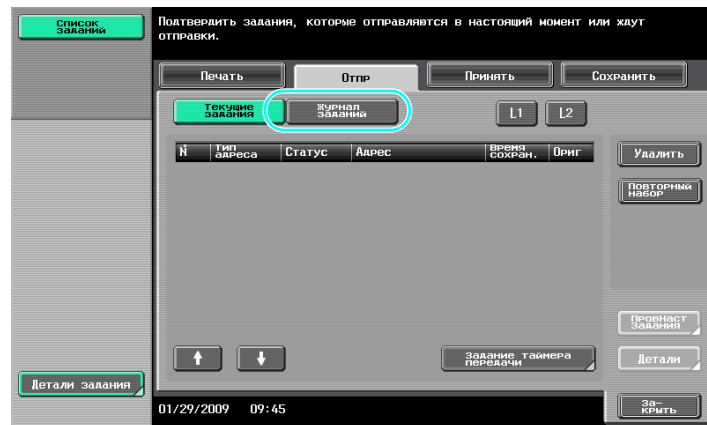 Список
заданий
Подтвердить задания, которые отправляются в настоящий момент или ждут
отправки.
Печать
Отпр
Принять
Сохранить
Текущие
задания
Журнал
заданий
L1
L2
N
Тип
адреса
Статус
Адрес
Время
сохран.
Ориг
Удалить
Повторный
набор
ПровНаст
Задания
Задание таймера
передачи
Детали
Детали задания
01/29/2009 09:45
За-
крыть